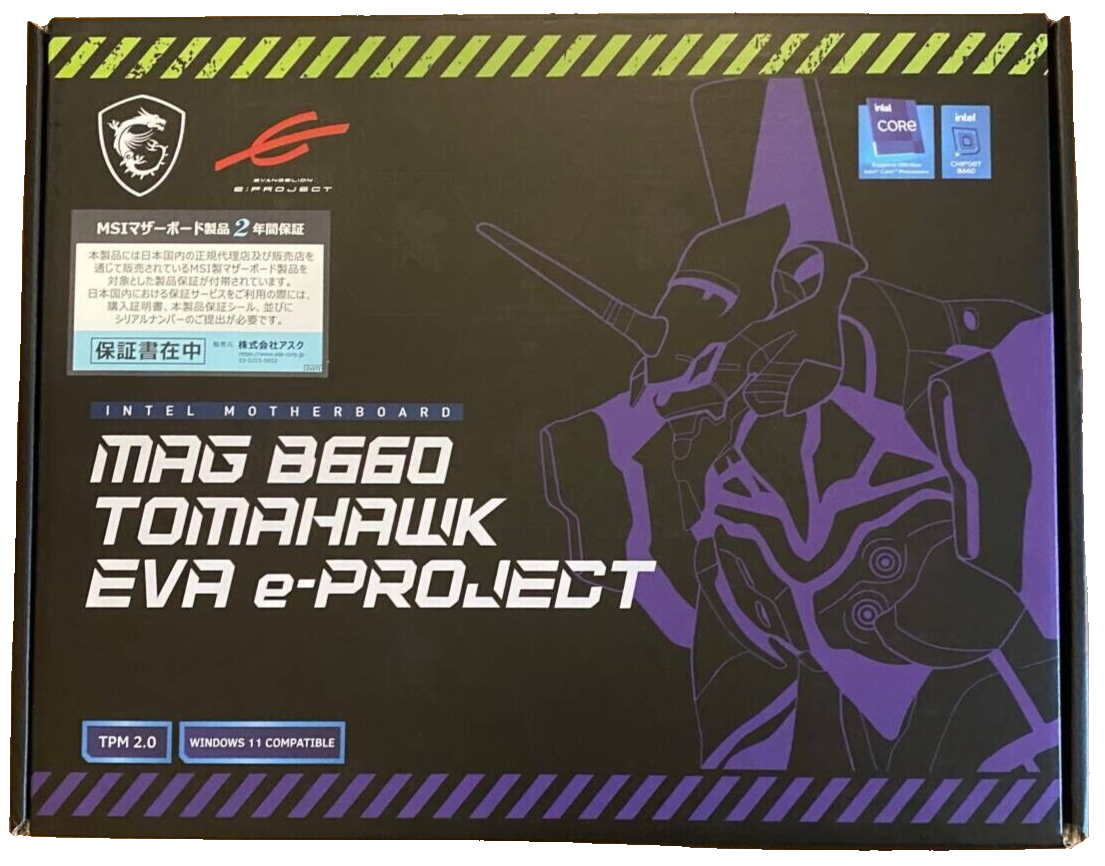 EVANGELION
E:PROJECT
intel
CORE
intel
CHIPSET
B660
MSIマザーボード製品2年間保証
本製品には日本国内の正規代理店及び販売店を
通じて販売されているMSI製マザーボード製品を
対象とした製品保証が付帯されています。
日本国内における保証サービスをご利用の際には、
購入証明書、本製品保証シール、並びに
シリアルナンバーのご提出が必要です。
保証書在中
販売元
株式会社アスク
INTEL MOTHERBOARD
MAG B660
TOMAHAWK
EVA e-PROJECT
TPM 2.0
WINDOWS 11 COMPATIBLE